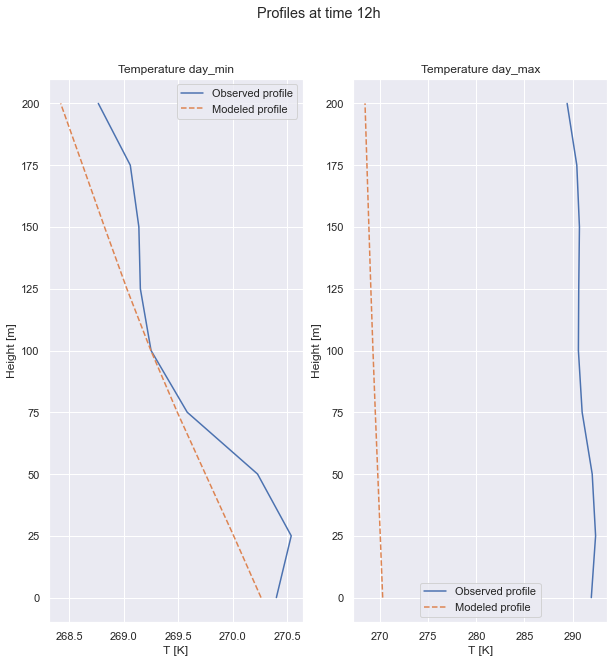 Profiles at time 12h
Temperature day_min
Observed profile
Modeled profile
200
175
150
125
100
75
50
25
0
Height [m]
268.5 269.0 269.5 270.0 270.5
T [K]
Temperature day_max
200
175
150
125
100
75
50
25
0
Height [m]
Observed profile
Modeled profile
270 275 280 285 290
T [K]